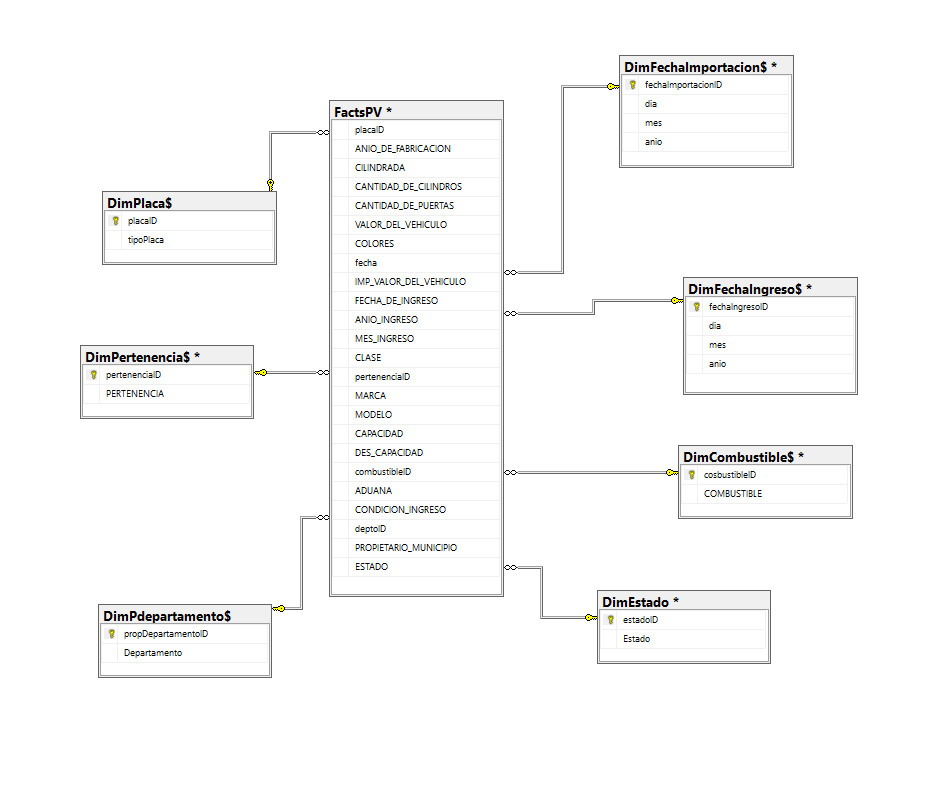 DimFechaImportacion$ *
fechaImportacionID
dia
mes
anio
FactsPV *
placaID
ANIO_DE_FABRICACION
CILINDRADA
CANTIDAD_DE_CILINDROS
CANTIDAD_DE_PUERTAS
VALOR_DEL_VEHICULO
COLORES
fecha
IMP_VALOR_DEL_VEHICULO
FECHA_DE_INGRESO
ANIO_INGRESO
MES_INGRESO
CLASE
pertenenciaID
MARCA
MODELO
CAPACIDAD
DES_CAPACIDAD
combustibleID
ADUANA
CONDICION_INGRESO
deptoID
PROPIETARIO_MUNICIPIO
ESTADO
DimPlaca$
placaID
tipoPlaca
DimFechaIngreso$ *
fechaIngresoID
dia
mes
anio
DimPertenencia$ *
pertenenciaID
PERTENENCIA
DimCombustible$ *
cosbustibleID
COMBUSTIBLE
DimPdepartamento$
propDepartamentoID
Departamento
DimEstado *
estadoID
Estado